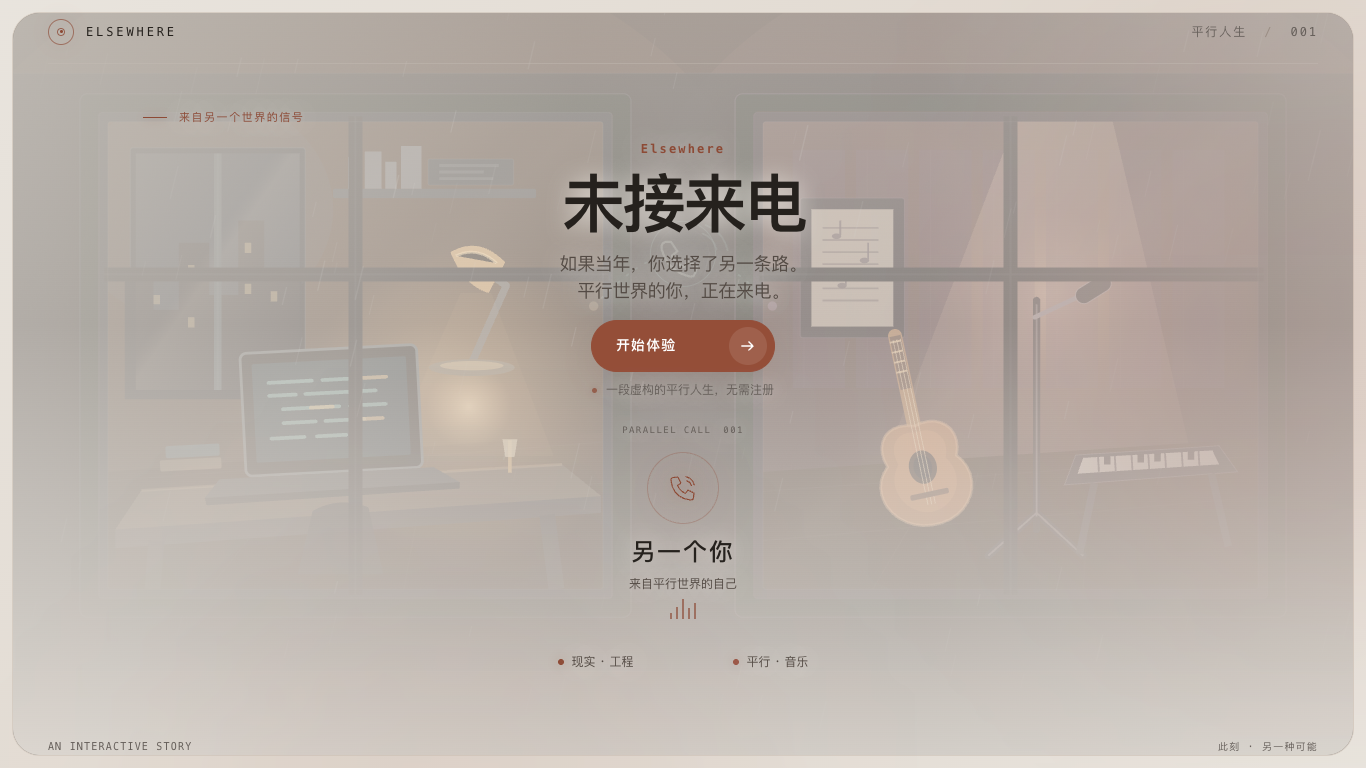 ELSEWHERE
平行人生 / 001
来自另一个世界的信号
Elsewhere
未接来电
如果当年，你选择了另一条路。
平行世界的你，正在来电。
开始体验
一段虚构的平行人生，无需注册
PARALLEL CALL 001
另一个你
来自平行世界的自己
现实 · 工程
平行 · 音乐
AN INTERACTIVE STORY
此刻 · 另一种可能